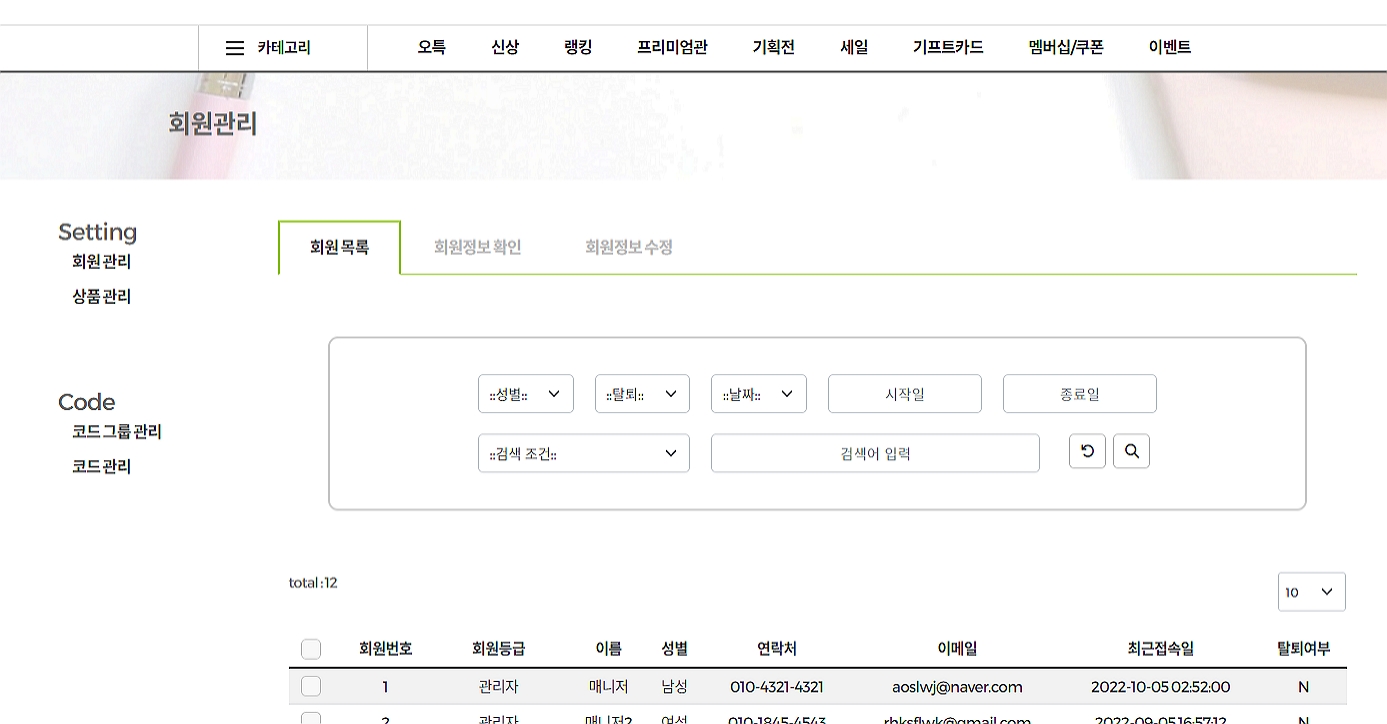 카테고리 오특 신상 랭킹 프리미엄관 기획전 세일 기프트카드 멤버십/쿠폰 이벤트
회원관리
Setting
회원 관리
상품 관리
Code
코드 그룹 관리
코드 관리
회원 목록 회원정보 확인 회원정보 수정
::성별:: ::탈퇴:: ::날짜:: 시작일 종료일
::검색 조건:: 검색어 입력
total : 12
10
회원번호 회원등급 이름 성별 연락처 이메일 최근접속일 탈퇴여부
1 관리자 매니저 남성 010-4321-4321 aoslwj@naver.com 2022-10-05 02:52:00 N
2 관리자 매니저2 여성 010-1845-4543 rhksflwk@gmail.com 2022-09-05 16:57:12 N